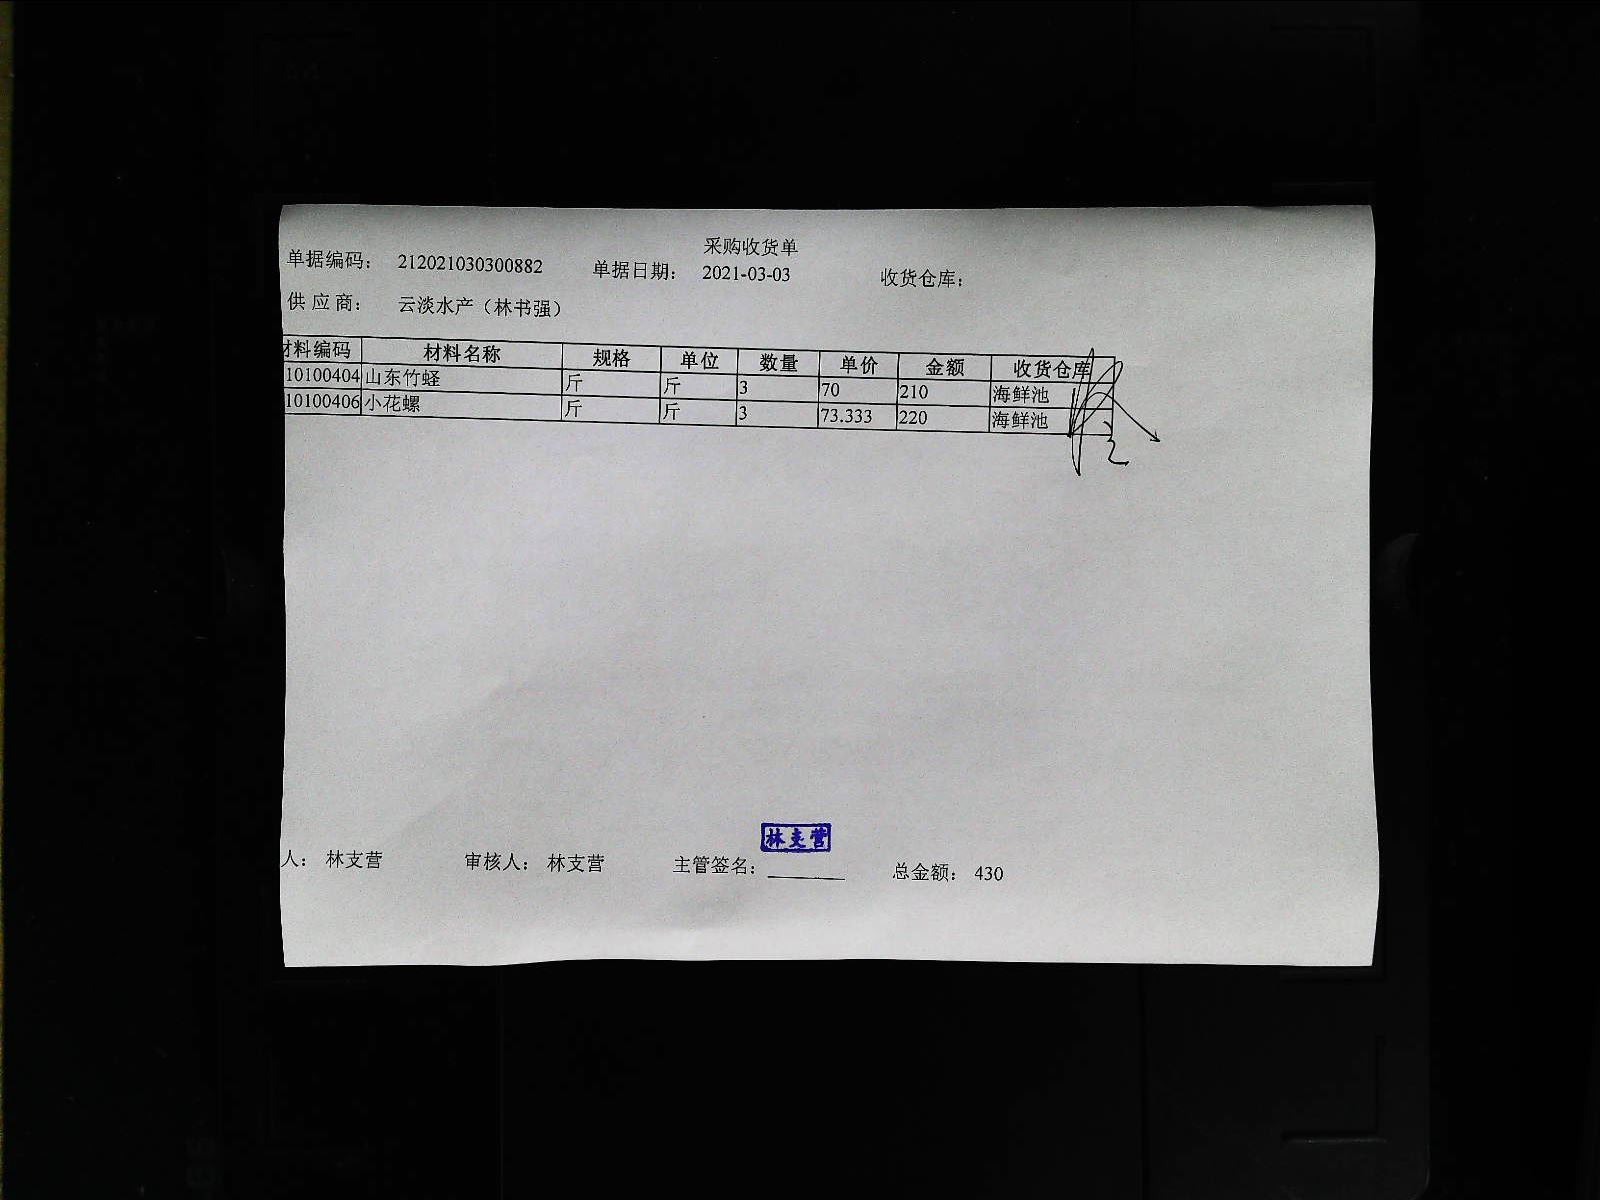 采购收货单
单据编码： 212021030300882 单据日期： 2021-03-03 收货仓库：
供应商： 云淡水产（林书强）
材料编码 材料名称 规格 单位 数量 单价 金额 收货仓库
10100404 山东竹蛏 斤 斤 3 70 210 海鲜池
10100406 小花螺 斤 斤 3 73.333 220 海鲜池
林支营
人： 林支营 审核人： 林支营 主管签名： 总金额： 430